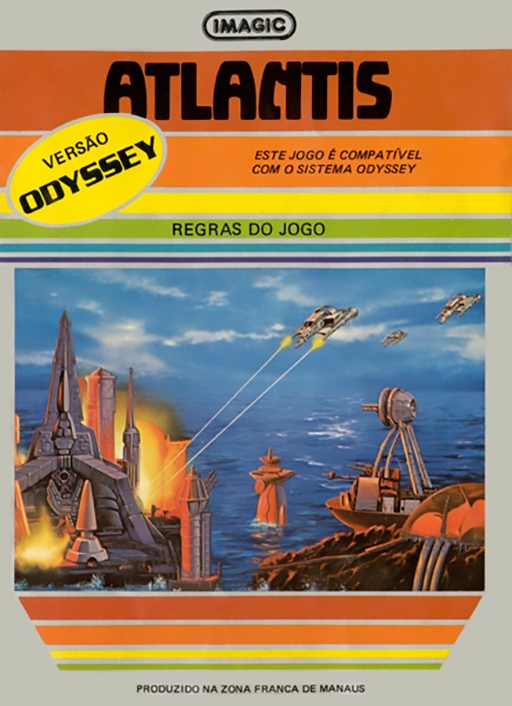 IMAGIC
ATLANTIS
VERSÃO
ODYSSEY
ESTE JOGO É COMPATÍVEL
COM O SISTEMA ODYSSEY
REGRAS DO JOGO
PRODUZIDO NA ZONA FRANCA DE MANAUS